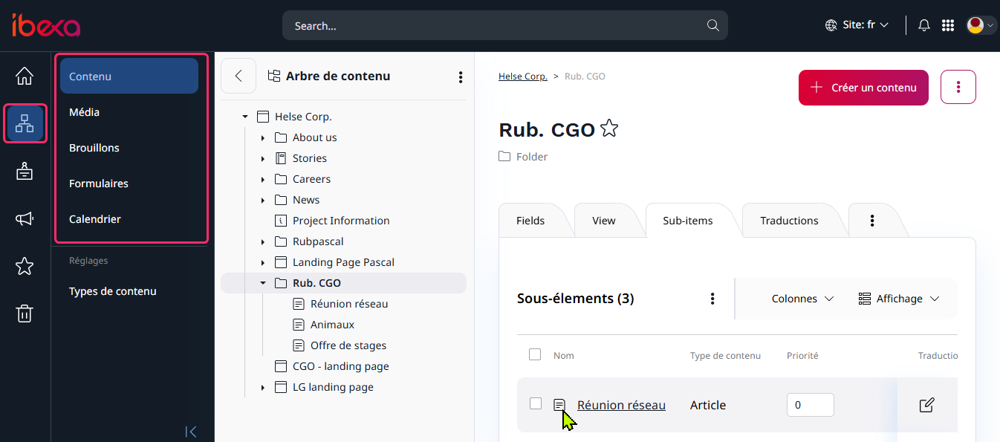 ibexa
Search...
Site: fr
Contenu
Média
Brouillons
Formulaires
Calendrier
Réglages
Types de contenu
Arbre de contenu
Helse Corp.
About us
Stories
Careers
News
Project Information
Rubpascal
Landing Page Pascal
Rub. CGO
Réunion réseau
Animaux
Offre de stages
CGO - landing page
LG landing page
Helse Corp. > Rub. CGO
Créer un contenu
Rub. CGO
Folder
Fields
View
Sub-items
Traductions
Sous-élements (3)
Colonnes
Affichage
Nom
Type de contenu
Priorité
Traductio
Réunion réseau
Article
0